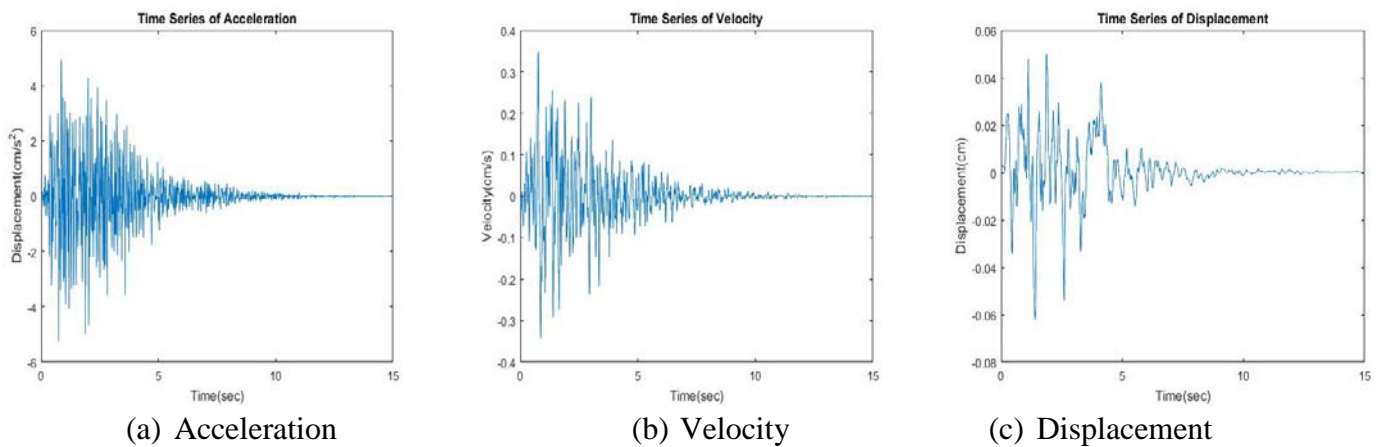 Time Series of Acceleration
6
4
2
0
-2
-4
-6
Displacement(cm/s²)
0 5 10 15
Time(sec)
(a) Acceleration
Time Series of Velocity
0.4
0.3
0.2
0.1
0
-0.1
-0.2
-0.3
-0.4
Velocity(cm/s)
0 5 10 15
Time(sec)
(b) Velocity
Time Series of Displacement
0.06
0.04
0.02
0
-0.02
-0.04
-0.06
-0.08
Displacement(cm)
0 5 10 15
Time(sec)
(c) Displacement